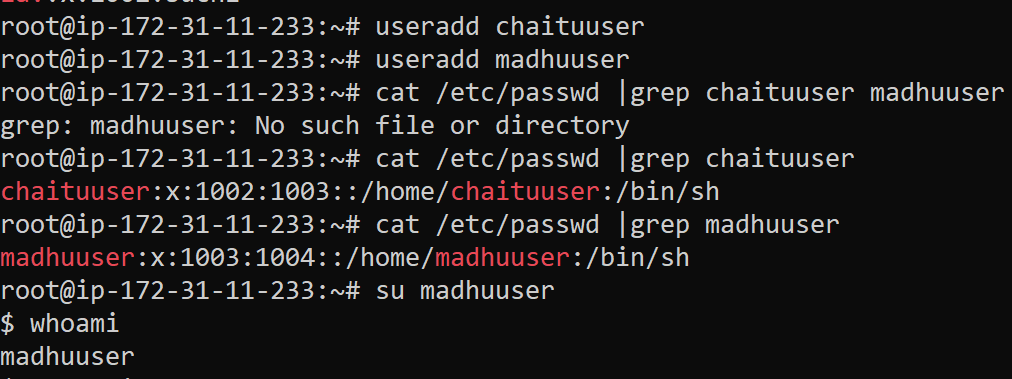 root@ip-172-31-11-233:~# useradd chaituuser
root@ip-172-31-11-233:~# useradd madhuuser
root@ip-172-31-11-233:~# cat /etc/passwd |grep chaituuser madhuuser
grep: madhuuser: No such file or directory
root@ip-172-31-11-233:~# cat /etc/passwd |grep chaituuser
chaituuser:x:1002:1003::/home/chaituuser:/bin/sh
root@ip-172-31-11-233:~# cat /etc/passwd |grep madhuuser
madhuuser:x:1003:1004::/home/madhuuser:/bin/sh
root@ip-172-31-11-233:~# su madhuuser
$ whoami
madhuuser